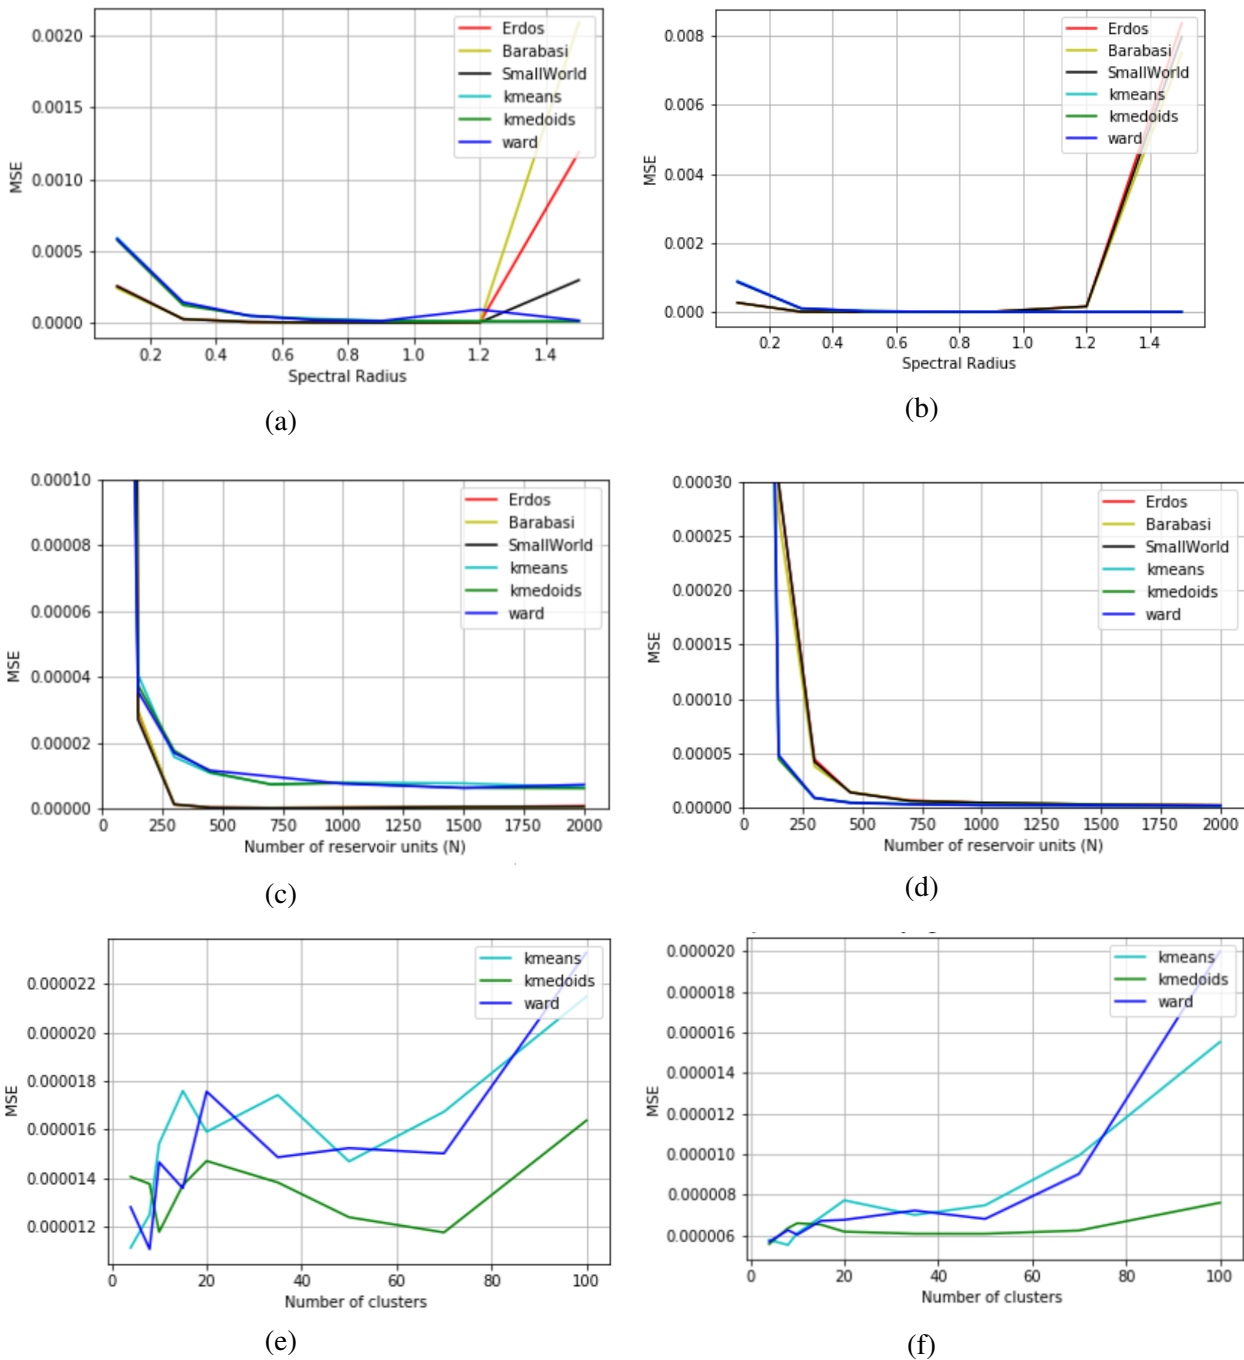 0.0020
0.0015
0.0010
0.0005
0.0000
MSE
Erdos
Barabasi
SmallWorld
kmeans
kmedoids
ward
0.2 0.4 0.6 0.8 1.0 1.2 1.4
Spectral Radius
(a)
0.008
0.006
0.004
0.002
0.000
MSE
Erdos
Barabasi
SmallWorld
kmeans
kmedoids
ward
0.2 0.4 0.6 0.8 1.0 1.2 1.4
Spectral Radius
(b)
0.00010
0.00008
0.00006
0.00004
0.00002
0.00000
MSE
Erdos
Barabasi
SmallWorld
kmeans
kmedoids
ward
0 250 500 750 1000 1250 1500 1750 2000
Number of reservoir units (N)
(c)
0.00030
0.00025
0.00020
0.00015
0.00010
0.00005
0.00000
MSE
Erdos
Barabasi
SmallWorld
kmeans
kmedoids
ward
0 250 500 750 1000 1250 1500 1750 2000
Number of reservoir units (N)
(d)
0.000022
0.000020
0.000018
0.000016
0.000014
0.000012
MSE
kmeans
kmedoids
ward
0 20 40 60 80 100
Number of clusters
(e)
0.000020
0.000018
0.000016
0.000014
0.000012
0.000010
0.000008
0.000006
MSE
kmeans
kmedoids
ward
0 20 40 60 80 100
Number of clusters
(f)